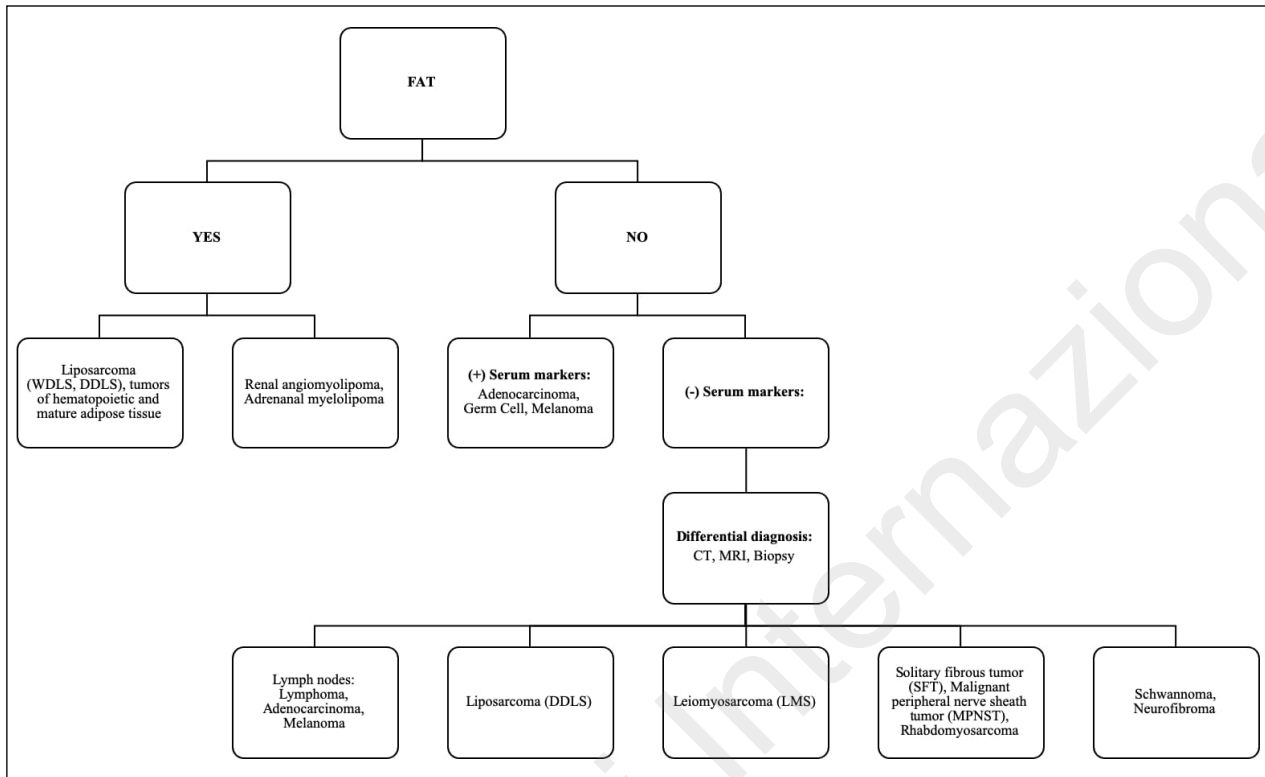 FAT
YES
NO
Liposarcoma
(WDLS, DDLS), tumors
of hematopoietic and
mature adipose tissue
Renal angiomyolipoma,
Adrenanal myelolipoma
(+) Serum markers:
Adenocarcinoma,
Germ Cell, Melanoma
(-) Serum markers:
Differential diagnosis:
CT, MRI, Biopsy
Lymph nodes:
Lymphoma,
Adenocarcinoma,
Melanoma
Liposarcoma (DDLS)
Leiomyosarcoma (LMS)
Solitary fibrous tumor
(SFT), Malignant
peripheral nerve sheath
tumor (MPNST),
Rhabdomyosarcoma
Schwannoma,
Neurofibroma
i Internaziona